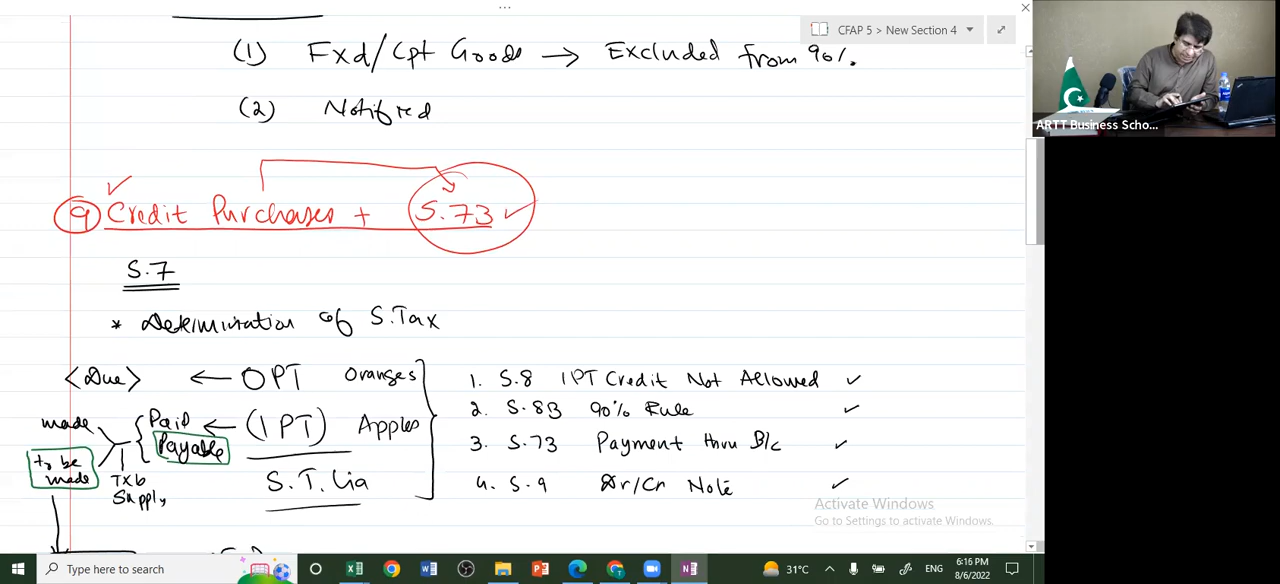 CFAP 5 > New Section 4
(1) Fxd/Cpt Goods → Excluded from 90%.
(2) Notified
ARTT Business Scho...
9 Credit Purchases + S.73
S.7
* Determination of S.Tax
<Due> ← OPT Oranges
1. S.8 IPT Credit Not Allowed ✓
made Paid ← (IPT) Apples
2. S.8B 90% Rule ✓
Payable
3. S.73 Payment thru B/c ✓
to be made
Txb Supply
S.T. Lia
4. S.9 Dr/Cr Note ✓
Activate Windows
Go to Settings to activate Windows.
Type here to search
31°C
ENG
6:16 PM
8/6/2022